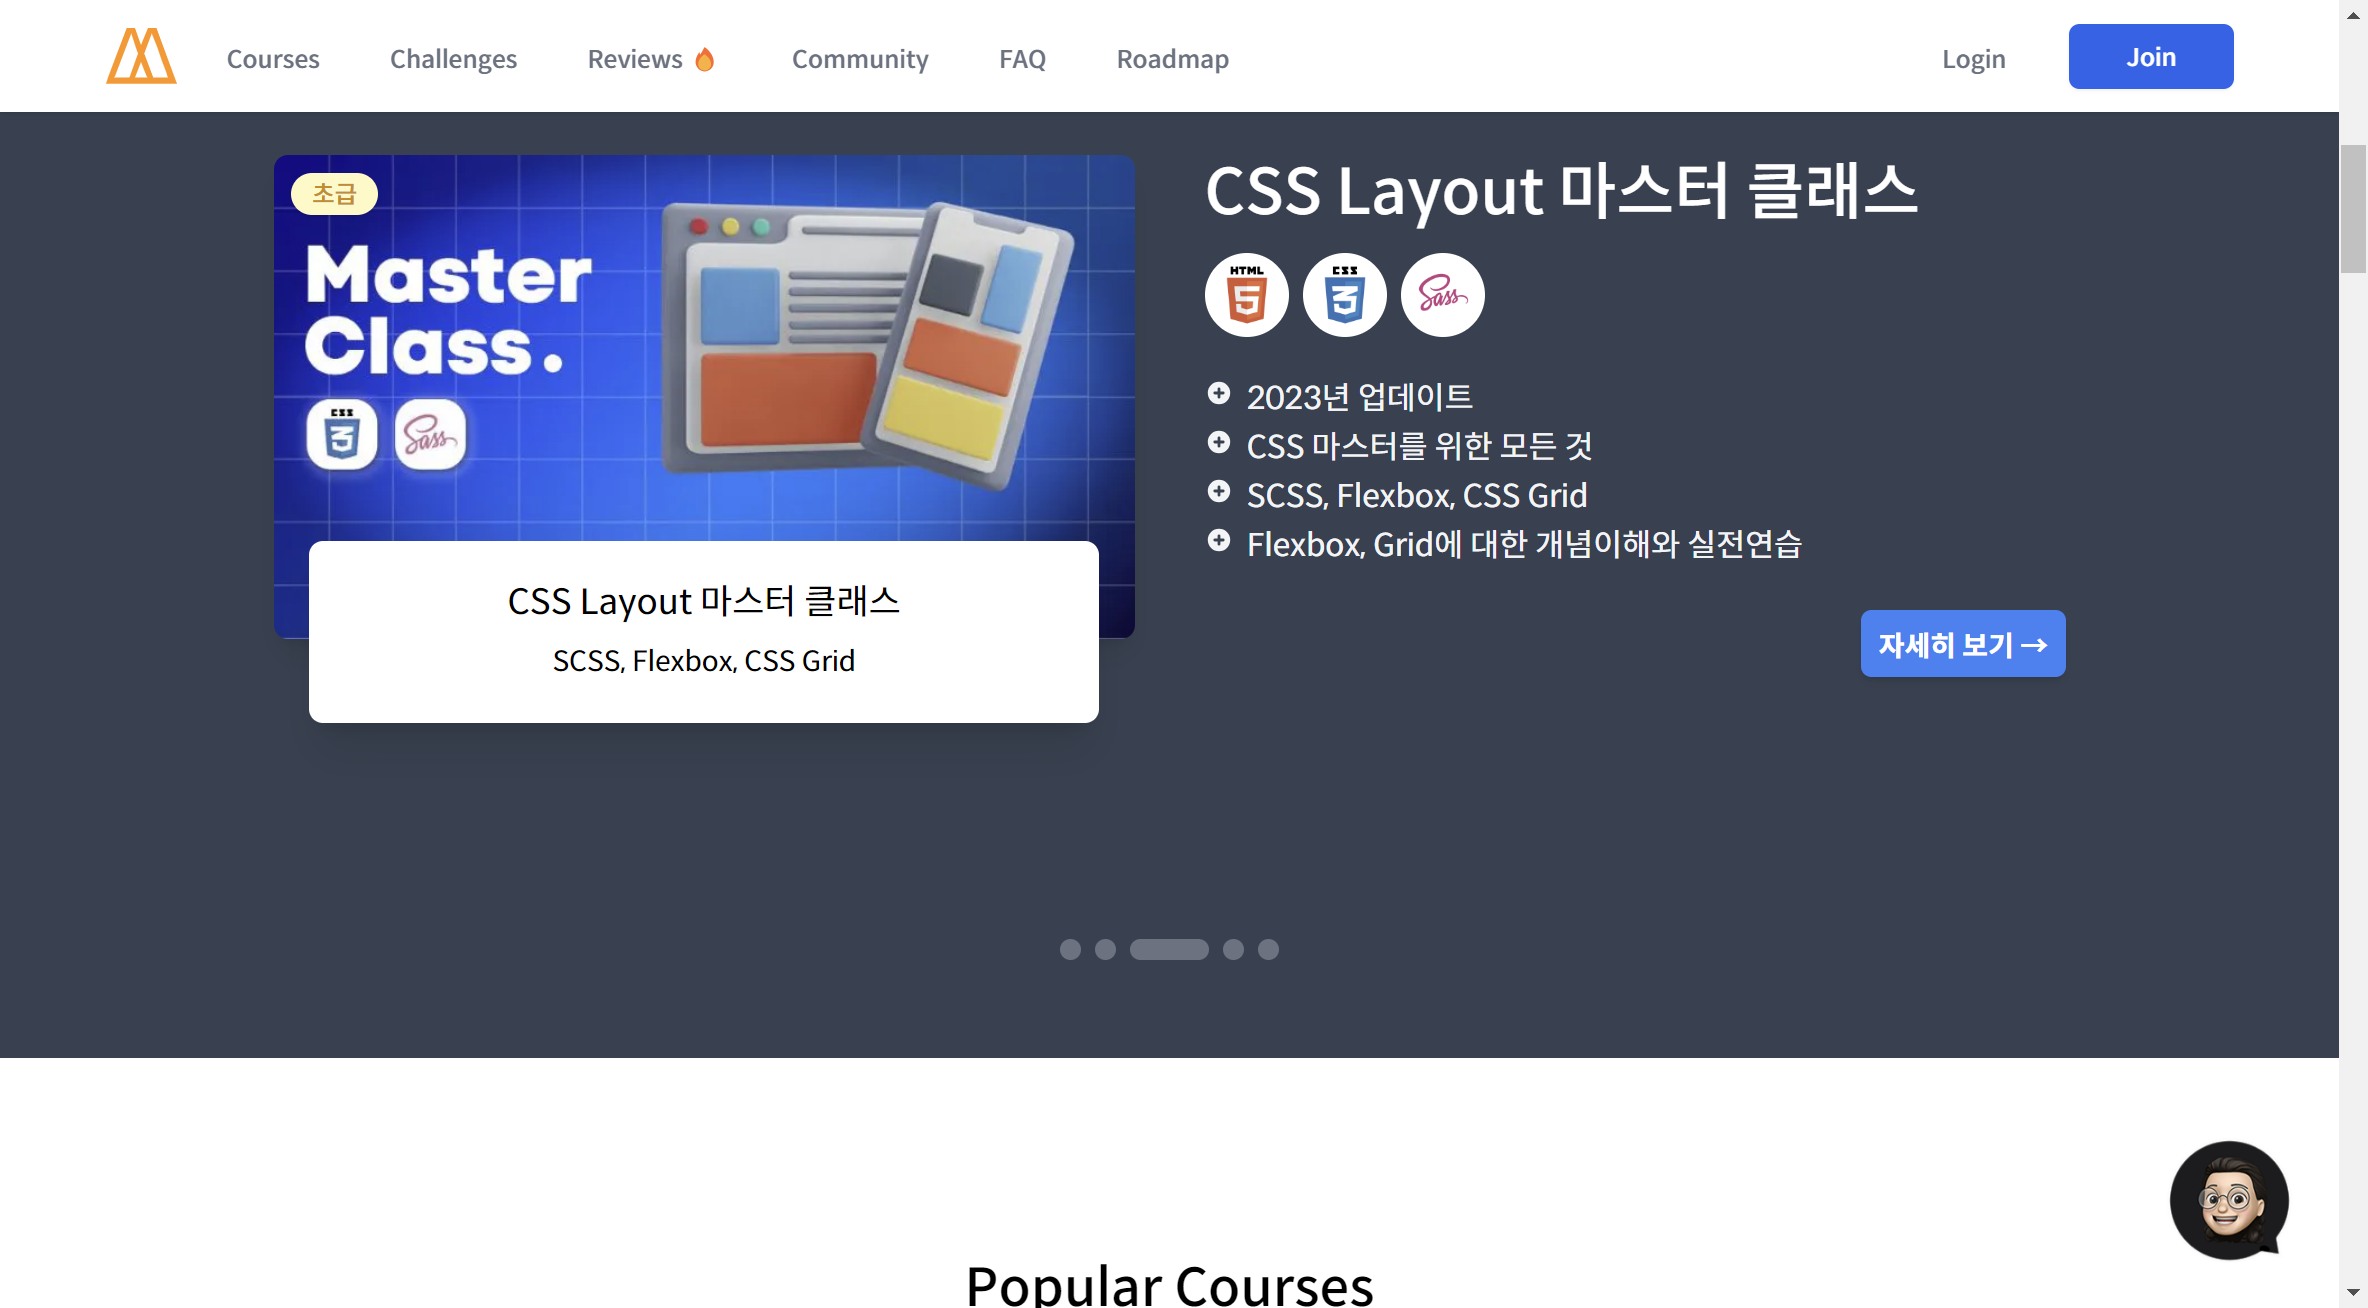 Courses Challenges Reviews 🔥 Community FAQ Roadmap Login Join
초급
Master
Class.
CSS
3
Sass
CSS Layout 마스터 클래스
SCSS, Flexbox, CSS Grid
CSS Layout 마스터 클래스
HTML
5
CSS
3
Sass
2023년 업데이트
CSS 마스터를 위한 모든 것
SCSS, Flexbox, CSS Grid
Flexbox, Grid에 대한 개념이해와 실전연습
자세히 보기 →
Popular Courses